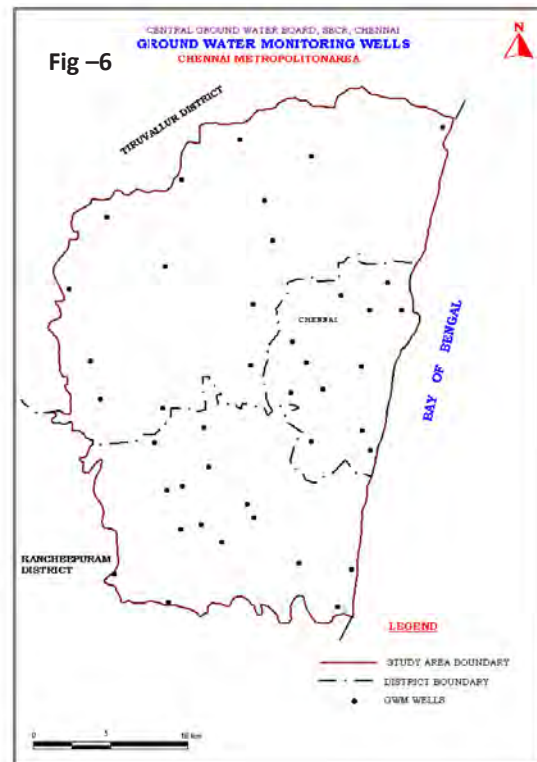 CENTRAL GROUND WATER BOARD, SECR, CHENNAI
GROUND WATER MONITORING WELLS
CHENNAI METROPOLITONAREA
N
Fig –6
TIRUVALLUR DISTRICT
CHENNAI
BAY OF BENGAL
KANCHEEPURAM
DISTRICT
LEGEND
STUDY AREA BOUNDARY
DISTRICT BOUNDARY
GWM WELLS
0 5 10 km